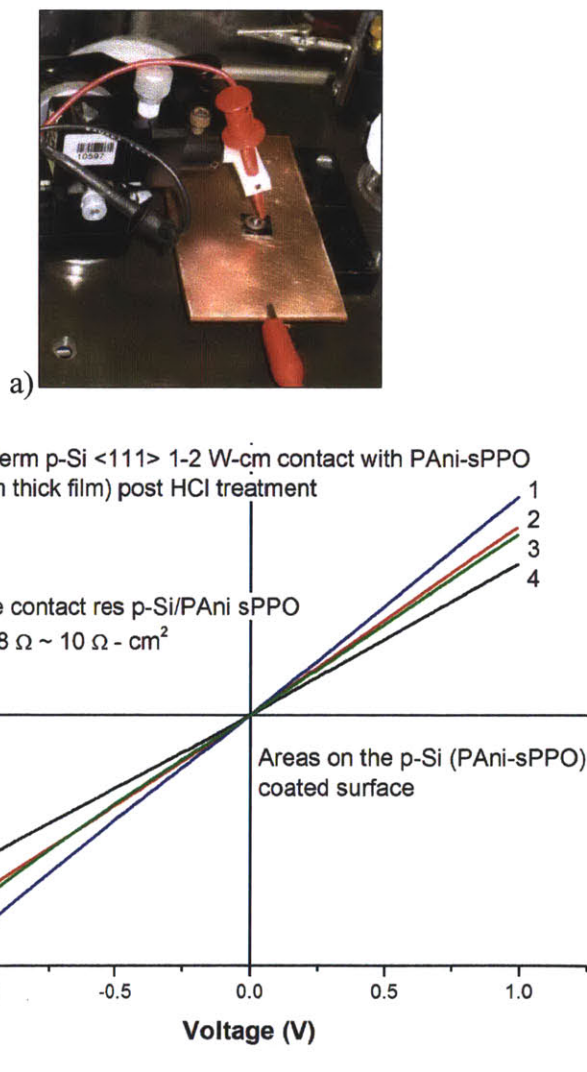 10597
a)
erm p-Si <111> 1-2 W-cm contact with PAni-sPPO
thick film) post HCl treatment
1
2
3
4
contact res p-Si/PAni sPPO
8 Ω ~ 10 Ω - cm²
Areas on the p-Si (PAni-sPPO)
coated surface
-0.5 0.0 0.5 1.0
Voltage (V)